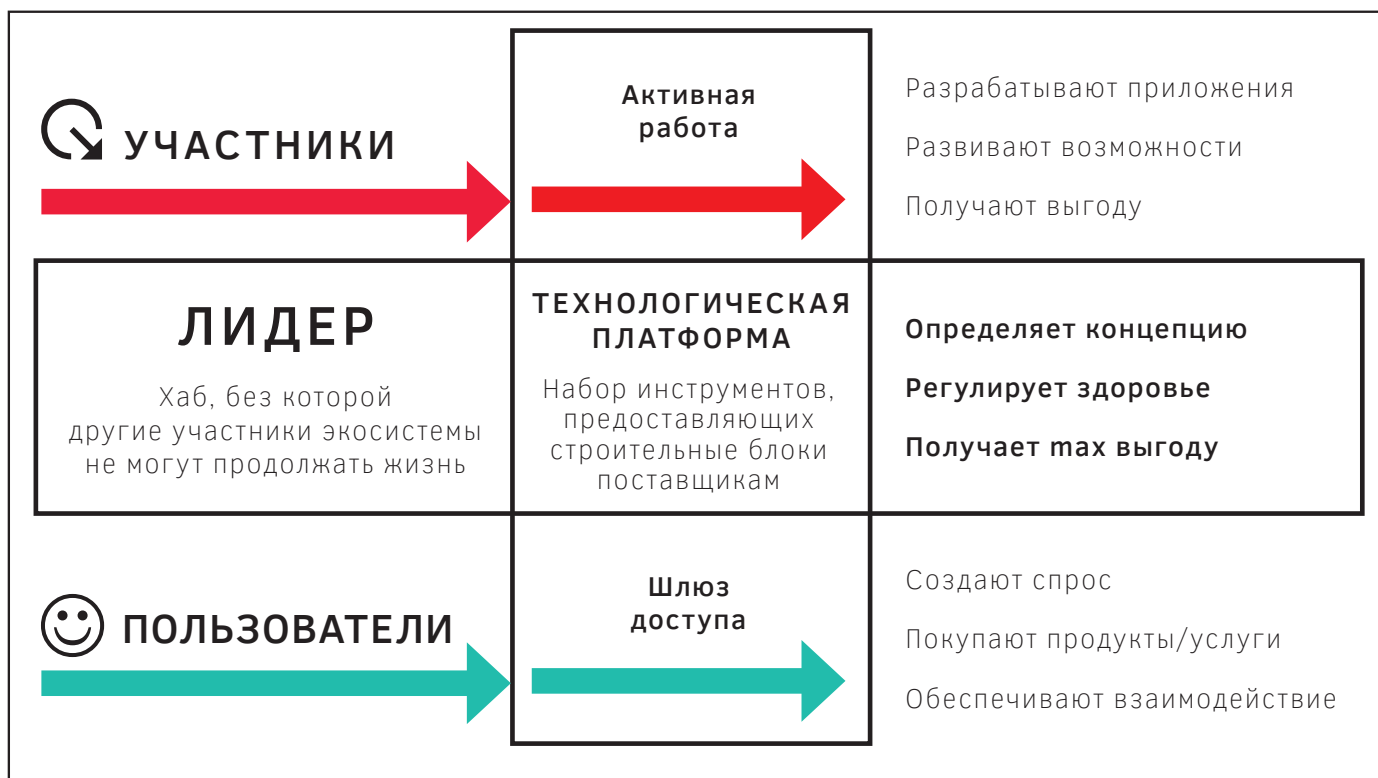 УЧАСТНИКИ
Активная
работа
Разрабатывают приложения
Развивают возможности
Получают выгоду
ЛИДЕР
Хаб, без которой
другие участники экосистемы
не могут продолжать жизнь
ТЕХНОЛОГИЧЕСКАЯ
ПЛАТФОРМА
Набор инструментов,
предоставляющих
строительные блоки
поставщикам
Определяет концепцию
Регулирует здоровье
Получает max выгоду
ПОЛЬЗОВАТЕЛИ
Шлюз
доступа
Создают спрос
Покупают продукты/услуги
Обеспечивают взаимодействие